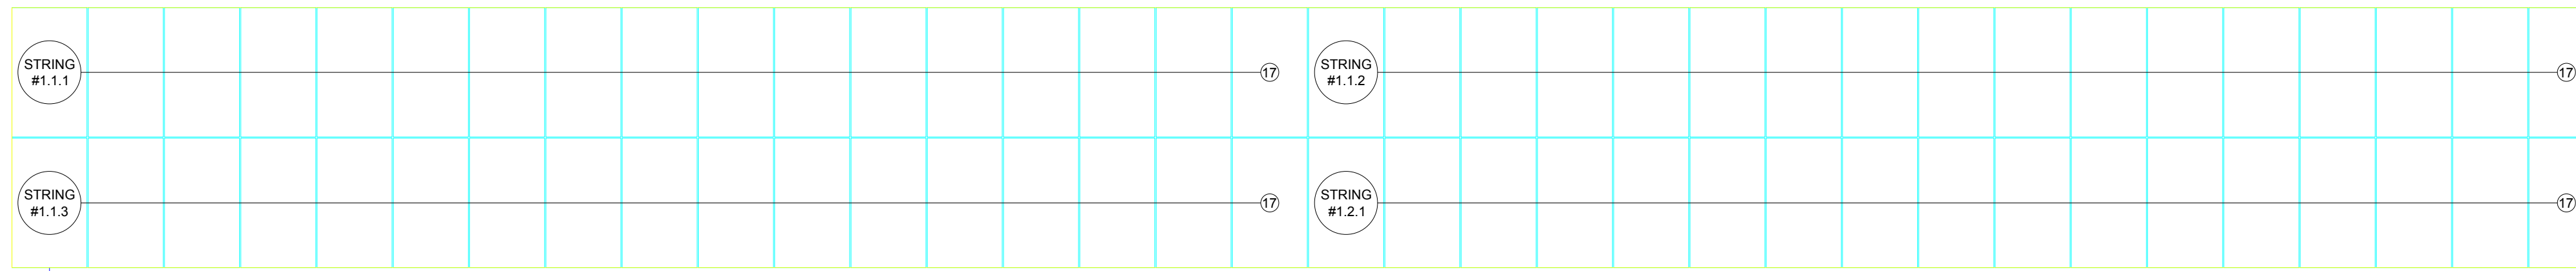 STRING
#1.1.1
17
STRING
#1.1.2
17
STRING
#1.1.3
17
STRING
#1.2.1
17